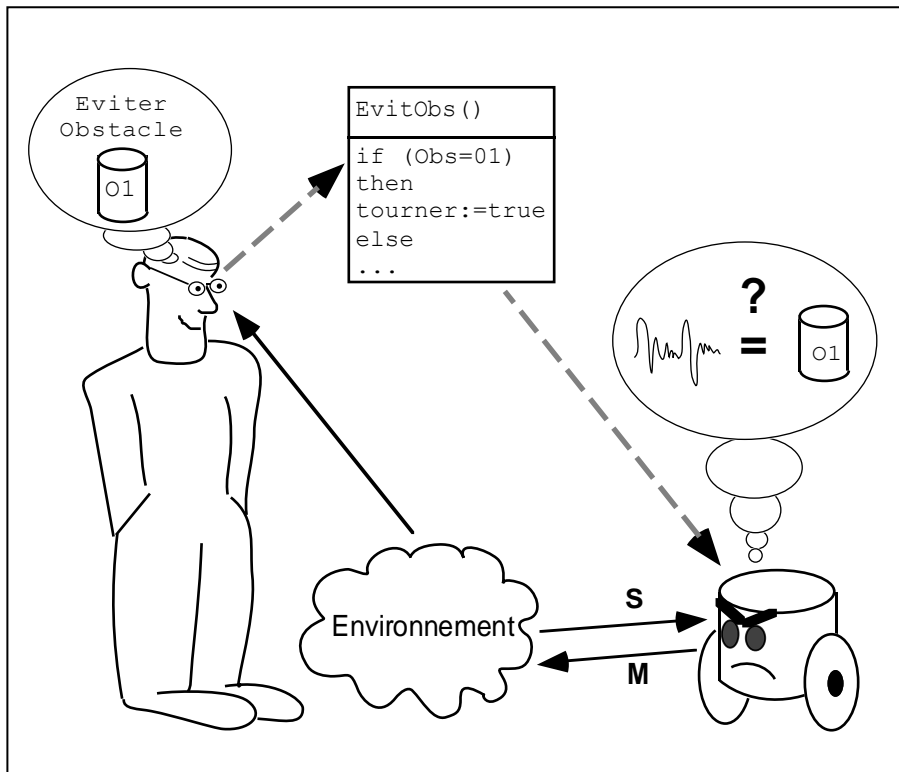 Eviter
Obstacle
O1
EvitObs()
if (Obs=O1)
then
tourner:=true
else
...
?
=
O1
Environnement
S
M